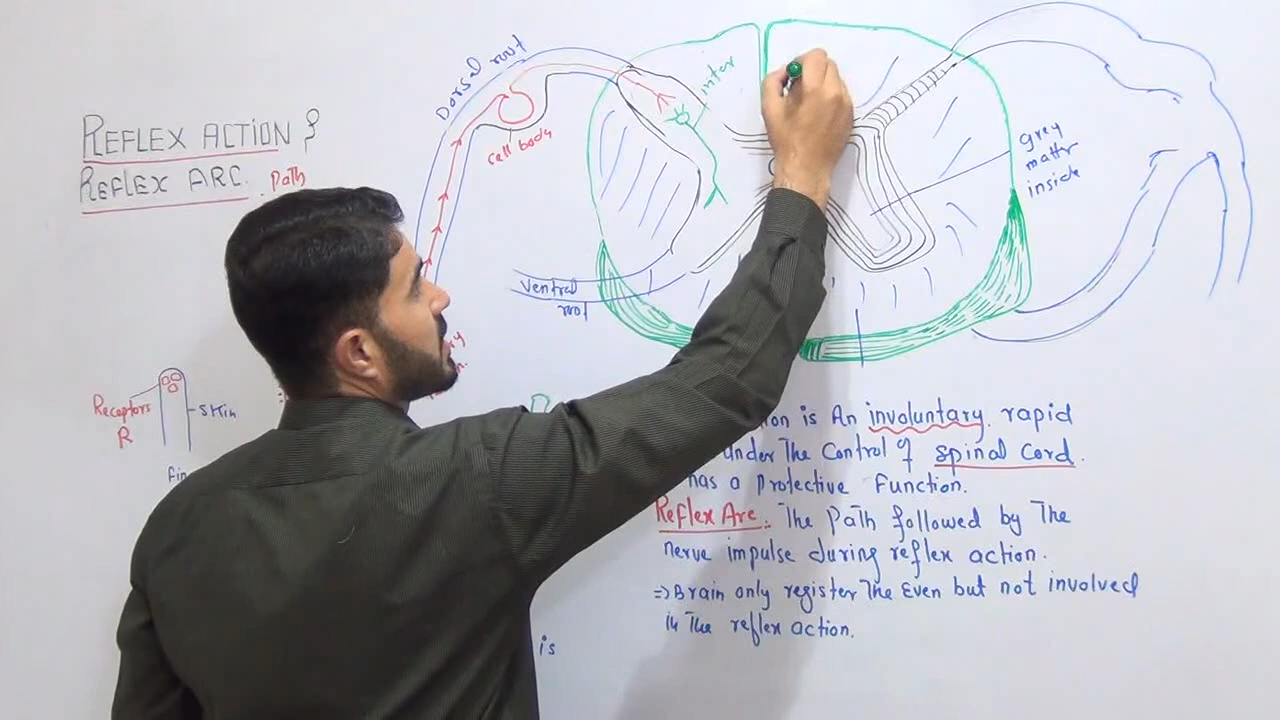 REFLEX ACTION &
REFLEX ARC. Path
Dorsal root
Cell body
inter
grey
mattr
inside
Ventral
root
Receptors
R
Skin
is An involuntary rapid
under The Control of Spinal Cord.
has a Protective Function.
Reflex Arc: The Path followed by The
nerve impulse during reflex action.
=> Brain only register The Even but not involved
in The reflex action.
is